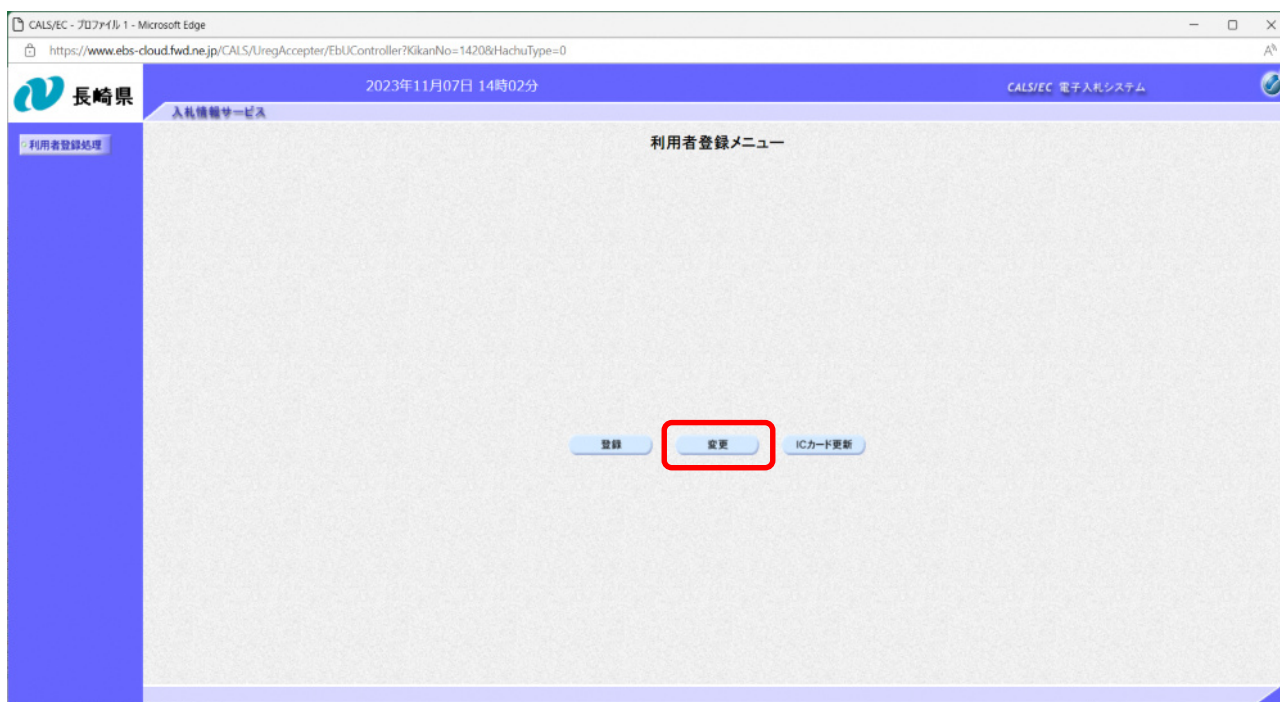 CALS/EC - プロファイル 1 - Microsoft Edge
https://www.ebs-cloud.fwd.ne.jp/CALS/UregAccepter/EbUController?KikanNo=1420&HachuType=0
長崎県
2023年11月07日 14時02分
CALS/EC 電子入札システム
入札情報サービス
利用者登録処理
利用者登録メニュー
登録 変更 ICカード更新